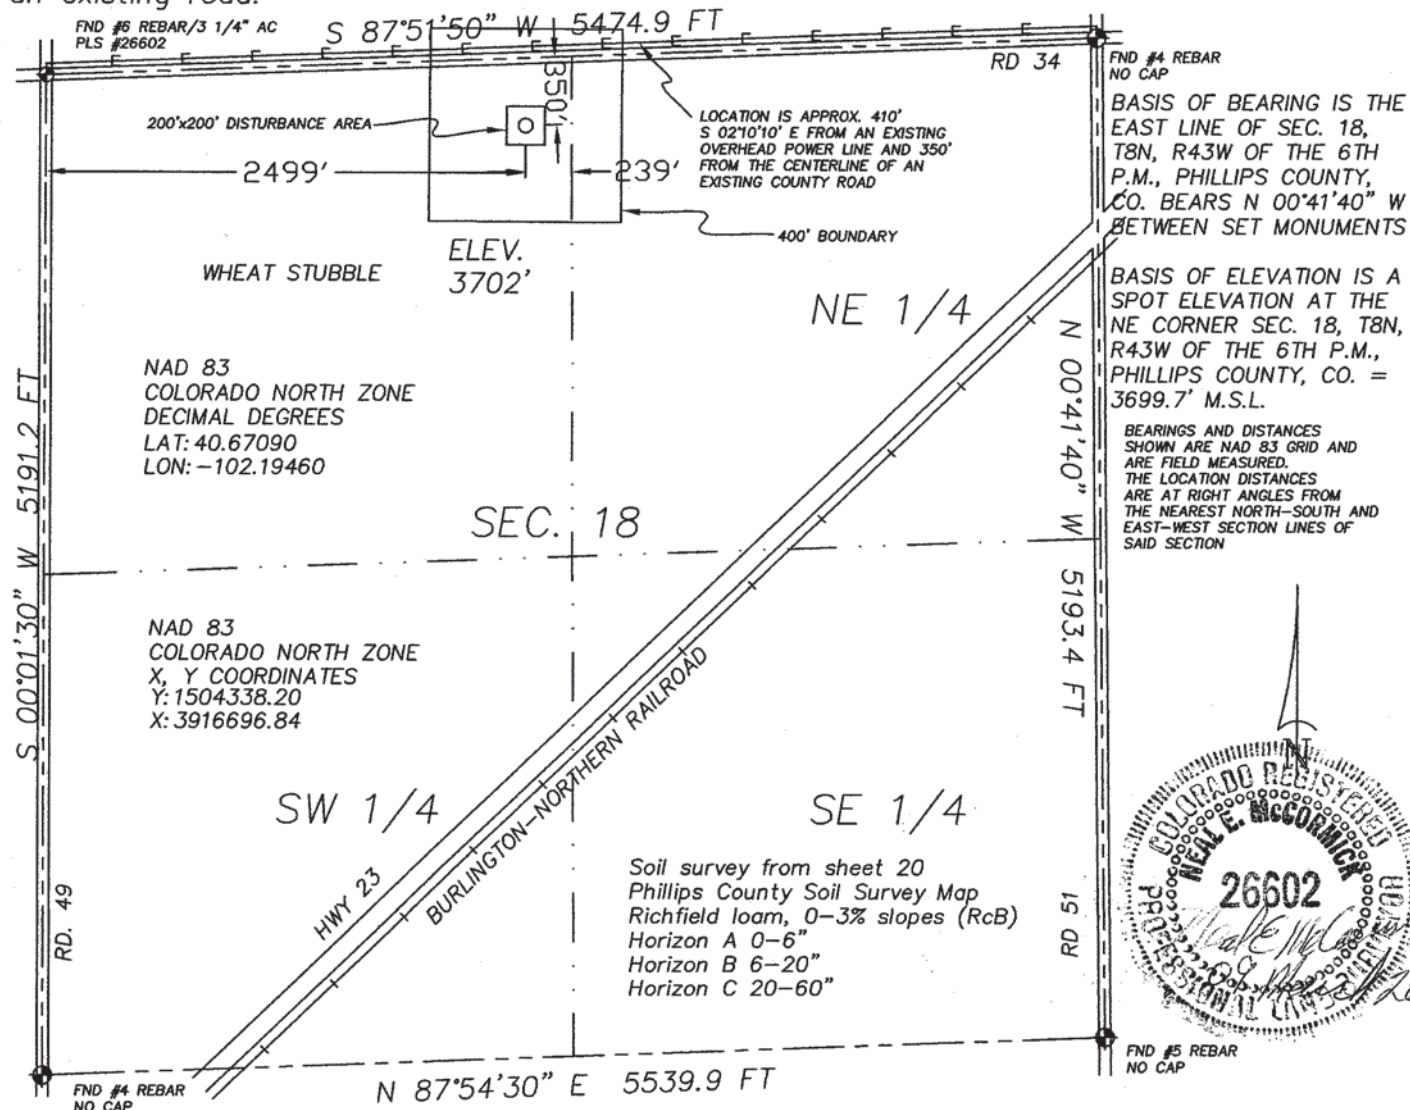 an existing road.
FND #6 REBAR/3 1/4" AC
PLS #26602
S 87°51'50" W 5474.9 FT
RD 34
FND #4 REBAR
NO CAP
200'x200' DISTURBANCE AREA
350'
LOCATION IS APPROX. 410'
S 02°10'10" E FROM AN EXISTING
OVERHEAD POWER LINE AND 350'
FROM THE CENTERLINE OF AN
EXISTING COUNTY ROAD
2499'
239'
400' BOUNDARY
BASIS OF BEARING IS THE
EAST LINE OF SEC. 18,
T8N, R43W OF THE 6TH
P.M., PHILLIPS COUNTY,
CO. BEARS N 00°41'40" W
BETWEEN SET MONUMENTS
WHEAT STUBBLE
ELEV.
3702'
NE 1/4
BASIS OF ELEVATION IS A
SPOT ELEVATION AT THE
NE CORNER SEC. 18, T8N,
R43W OF THE 6TH P.M.,
PHILLIPS COUNTY, CO. =
3699.7' M.S.L.
NAD 83
COLORADO NORTH ZONE
DECIMAL DEGREES
LAT: 40.67090
LON: -102.19460
S 00°01'30" W 5191.2 FT
N 00°41'40" W 5193.4 FT
BEARINGS AND DISTANCES
SHOWN ARE NAD 83 GRID AND
ARE FIELD MEASURED.
THE LOCATION DISTANCES
ARE AT RIGHT ANGLES FROM
THE NEAREST NORTH-SOUTH AND
EAST-WEST SECTION LINES OF
SAID SECTION
SEC. 18
NAD 83
COLORADO NORTH ZONE
X, Y COORDINATES
Y: 1504338.20
X: 3916696.84
SW 1/4
SE 1/4
HWY 23
BURLINGTON-NORTHERN RAILROAD
RD. 49
RD 51
Soil survey from sheet 20
Phillips County Soil Survey Map
Richfield loam, 0-3% slopes (RcB)
Horizon A 0-6"
Horizon B 6-20"
Horizon C 20-60"
N
COLORADO REGISTERED
NEAL E. McCORMICK
26602
PROFESSIONAL LAND SURVEYOR
FND #4 REBAR
NO CAP
N 87°54'30" E 5539.9 FT
FND #5 REBAR
NO CAP